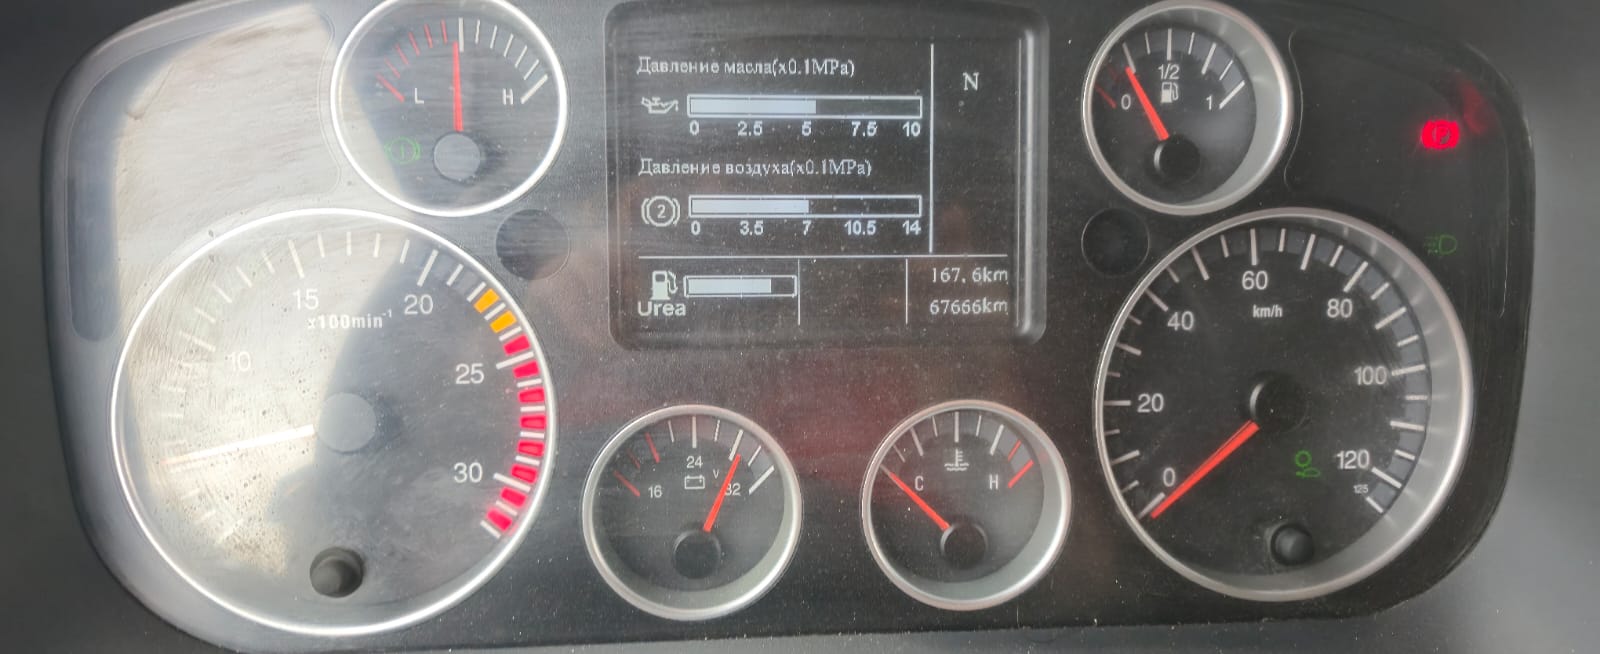 L H
Давление масла(x0.1MPa)
0 2.5 5 7.5 10
N
Давление воздуха(x0.1MPa)
2
0 3.5 7 10.5 14
Urea
167.6km
67666km
0 1/2 1
P
10 15 20 25 30
x100min⁻¹
16 24 32
V
C H
0 20 40 60 80 100 120 125
km/h